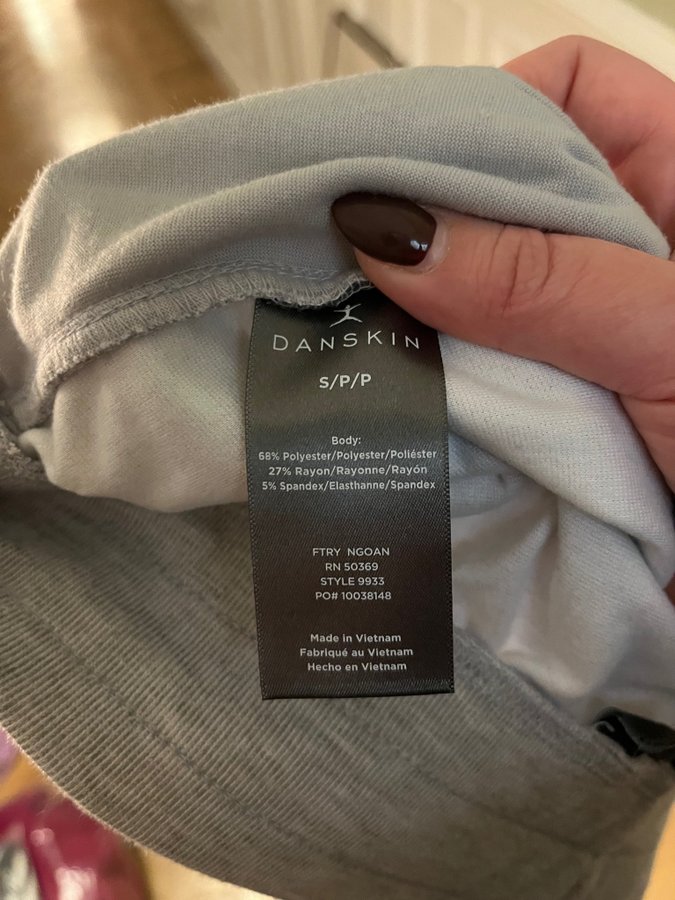 DANSKIN
S/P/P
Body:
68% Polyester/Polyester/Poliéster
27% Rayon/Rayonne/Rayón
5% Spandex/Elasthanne/Spandex
FTRY NGOAN
RN 50369
STYLE 9933
PO# 10038148
Made in Vietnam
Fabriqué au Vietnam
Hecho en Vietnam